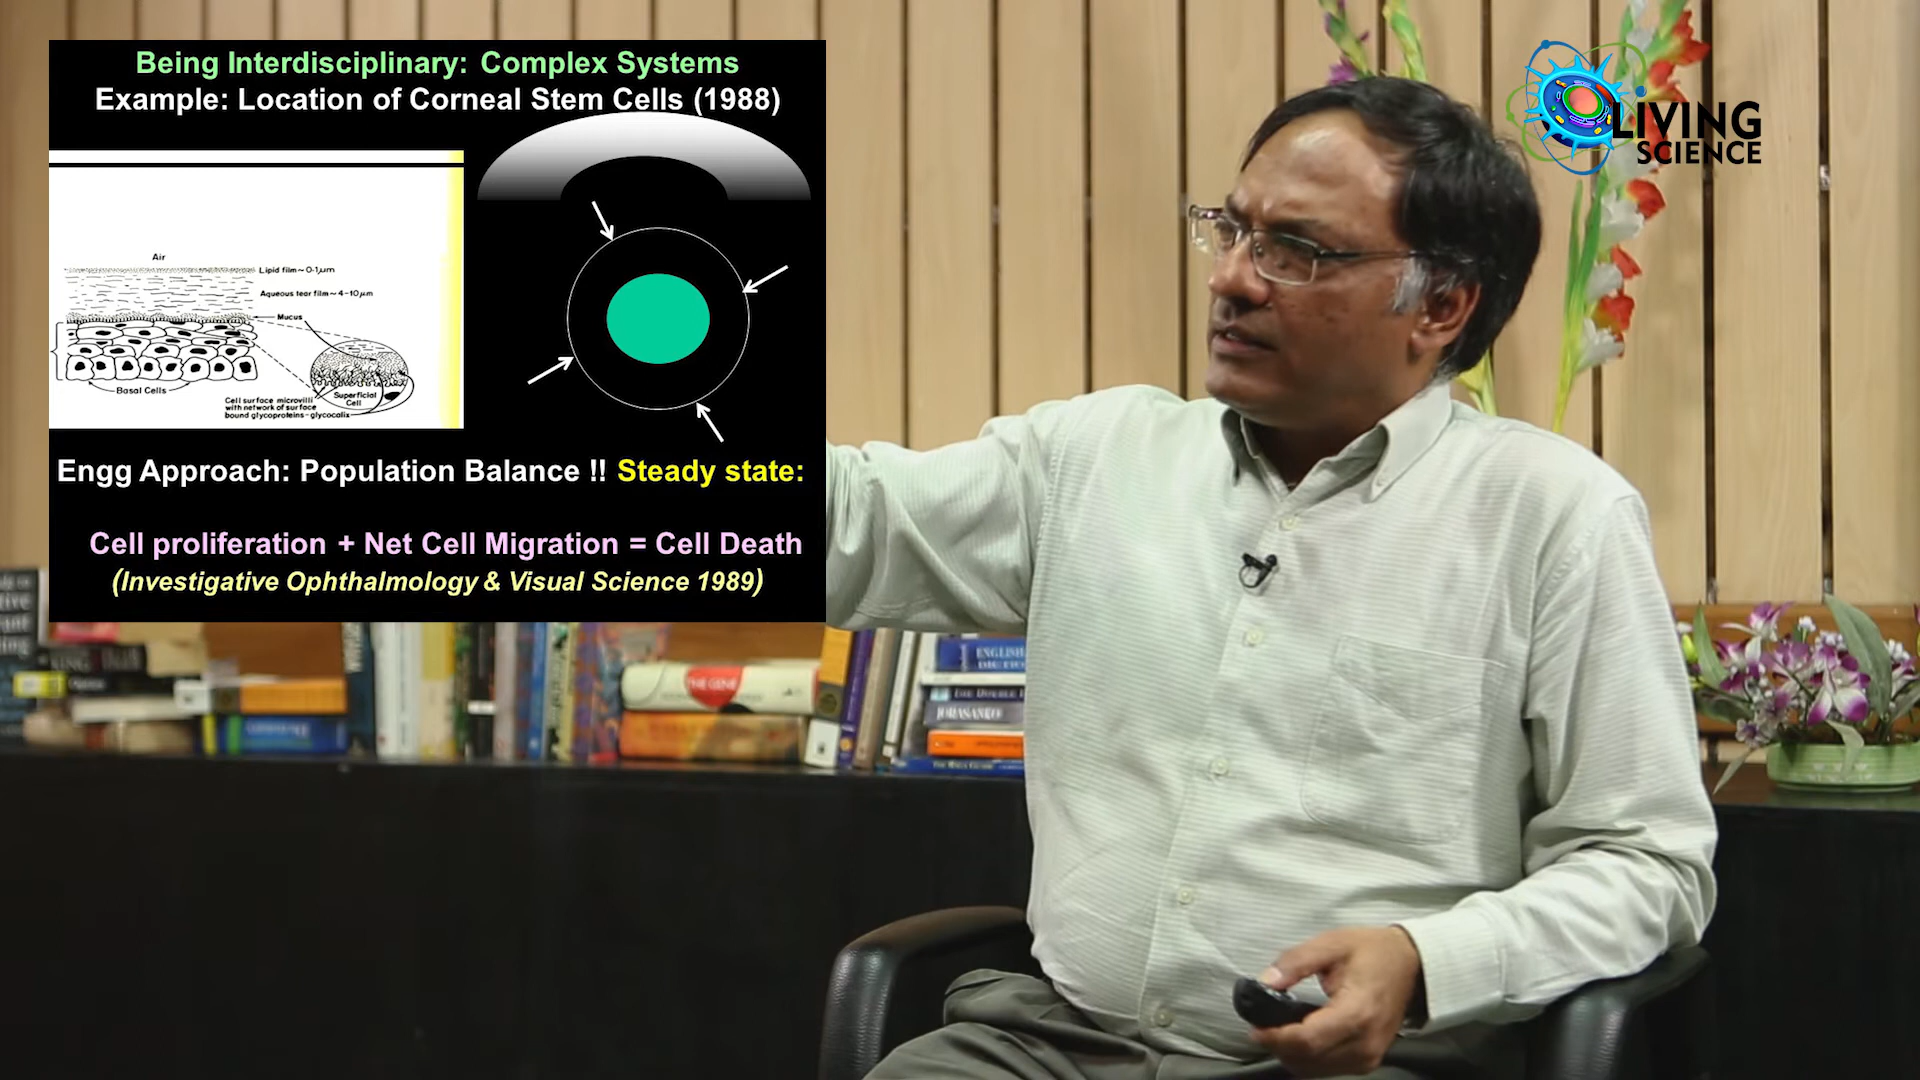 Being Interdisciplinary: Complex Systems
Example: Location of Corneal Stem Cells (1988)
Air
Lipid film~0·1μm
Aqueous tear film~4-10μm
Mucus
Basal Cells
Cell surface microvilli
with network of surface
bound glycoproteins-glycocalix
Superficial
Cell
Engg Approach: Population Balance !! Steady state:
Cell proliferation + Net Cell Migration = Cell Death
(Investigative Ophthalmology & Visual Science 1989)
LIVING
SCIENCE
THE GENE
ENGLISH
THE DOUBLE
JORASANKO